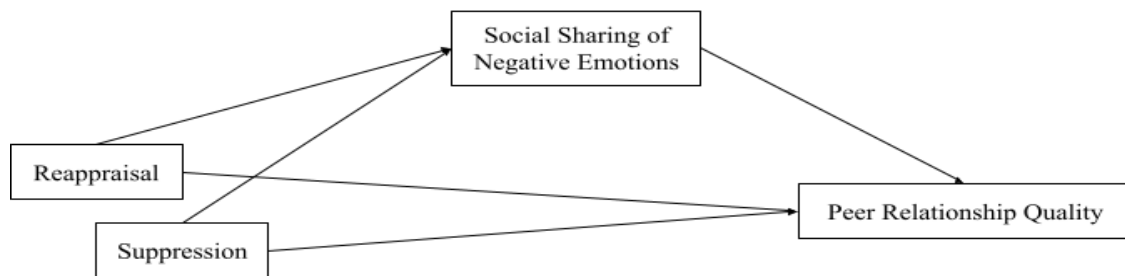 Social Sharing of
Negative Emotions
Reappraisal
Peer Relationship Quality
Suppression